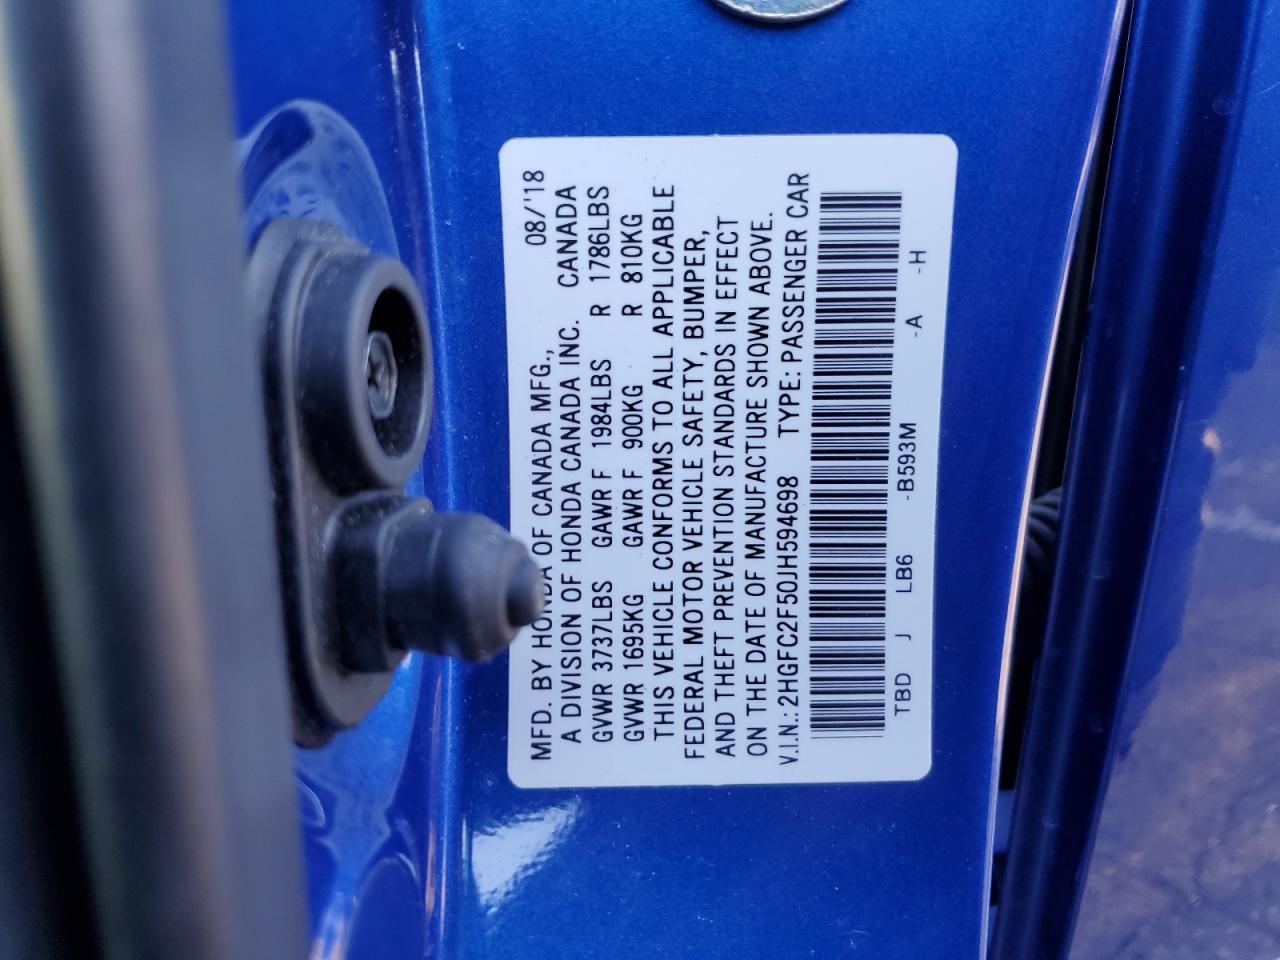 MFD. BY HONDA OF CANADA MFG., 08/'18
A DIVISION OF HONDA CANADA INC. CANADA
GVWR 3737LBS GAWR F 1984LBS R 1786LBS
GVWR 1695KG GAWR F 900KG R 810KG
THIS VEHICLE CONFORMS TO ALL APPLICABLE
FEDERAL MOTOR VEHICLE SAFETY, BUMPER,
AND THEFT PREVENTION STANDARDS IN EFFECT
ON THE DATE OF MANUFACTURE SHOWN ABOVE.
V.I.N.: 2HGFC2F50JH594698 TYPE: PASSENGER CAR
TBD J LB6 -B593M -A -H